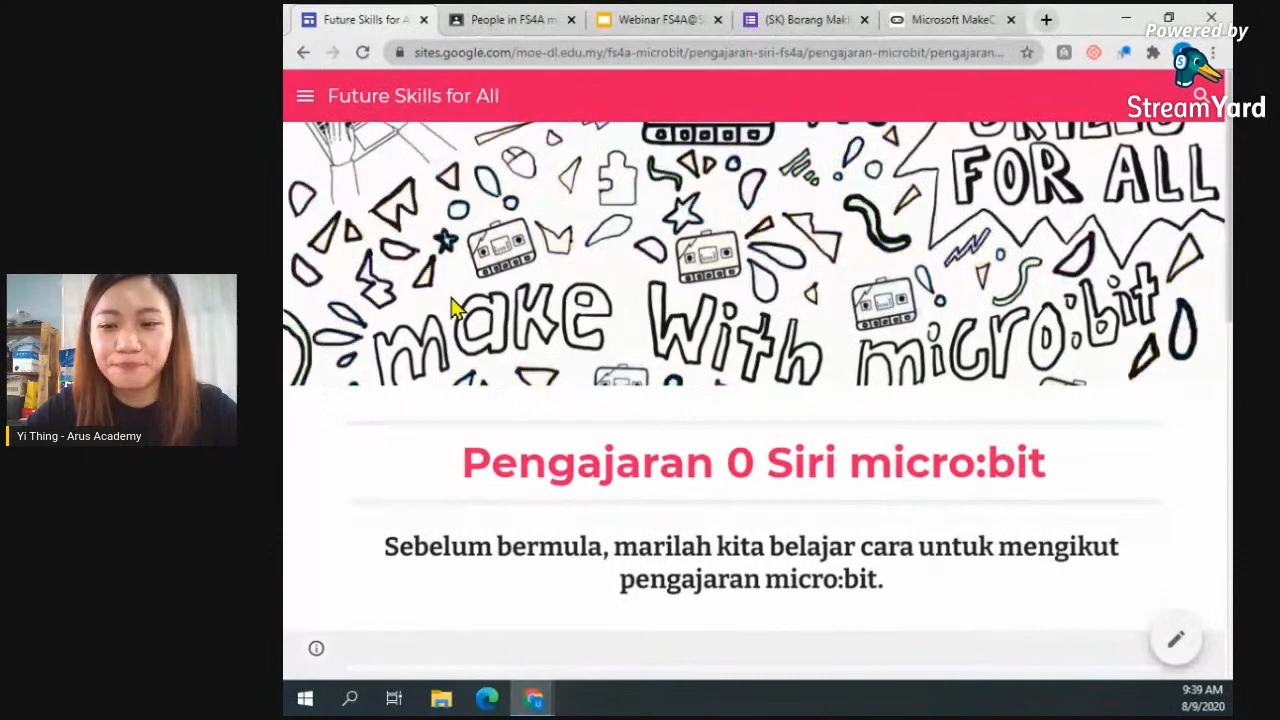 Future Skills for A
People in FS4A m
Webinar FS4A@S
(SK) Borang Mak
Microsoft MakeC
Powered by
sites.google.com/moe-dl.edu.my/fs4a-microbit/pengajaran-siri-fs4a/pengajaran-microbit/pengajaran...
StreamYard
Future Skills for All
SKILLS
FOR ALL
make with micro:bit
Yi Thing - Arus Academy
Pengajaran 0 Siri micro:bit
Sebelum bermula, marilah kita belajar cara untuk mengikut
pengajaran micro:bit.
9:39 AM
8/9/2020